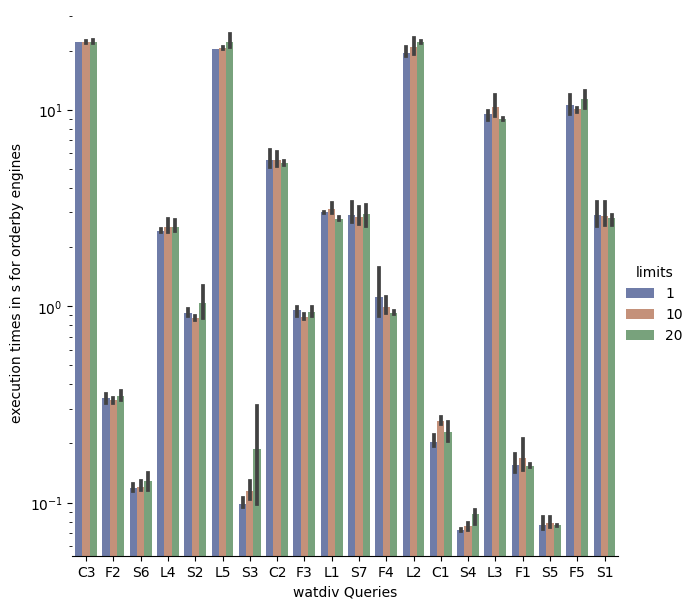 execution times in s for orderby engines
10¹
10⁰
10⁻¹
C3 F2 S6 L4 S2 L5 S3 C2 F3 L1 S7 F4 L2 C1 S4 L3 F1 S5 F5 S1
watdiv Queries
limits
1
10
20